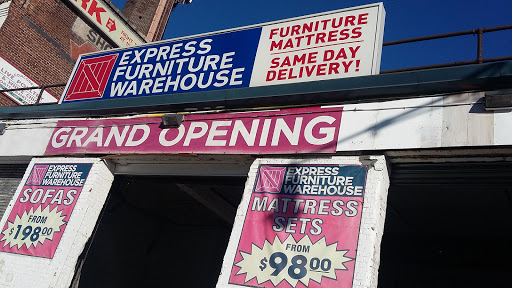 EXPRESS
FURNITURE
WAREHOUSE
FURNITURE
MATTRESS
SAME DAY
DELIVERY!
GRAND OPENING
EXPRESS
FURNITURE
WAREHOUSE
SOFAS
FROM
$198.00
EXPRESS
FURNITURE
WAREHOUSE
MATTRESS
SETS
FROM
$98.00